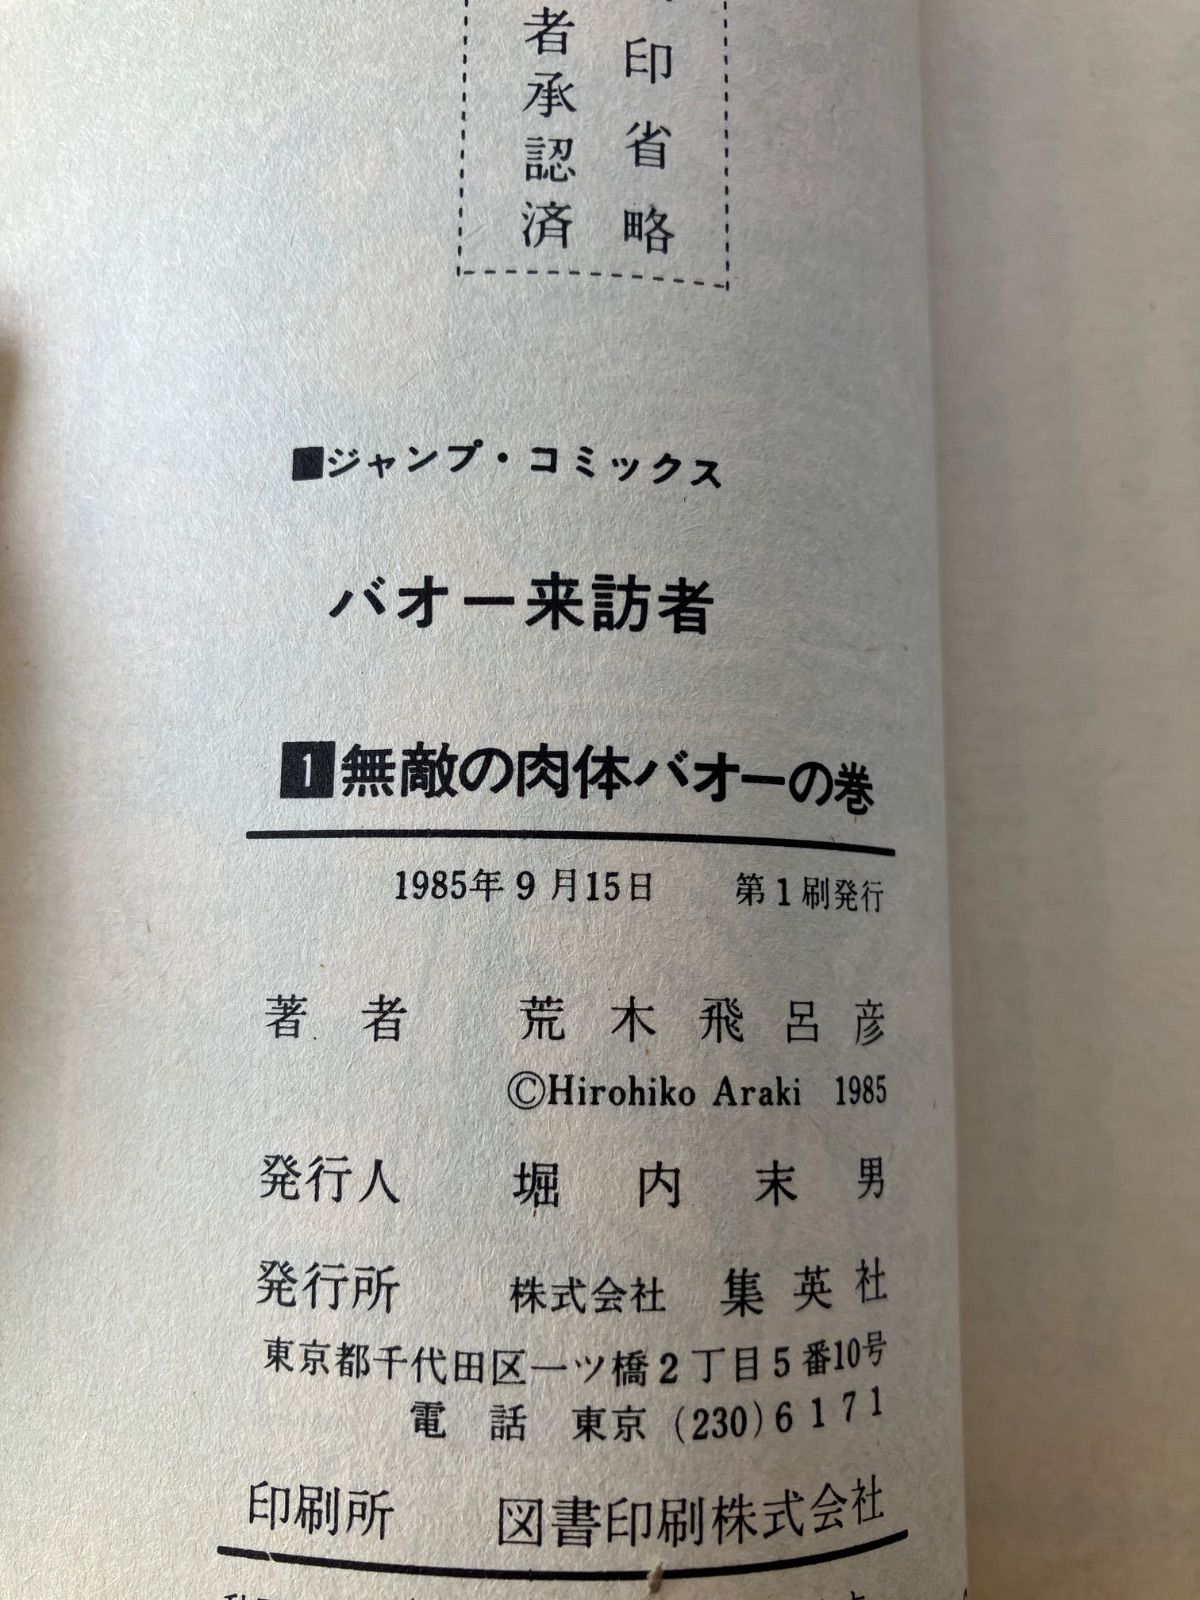 印省略
者承認済
■ジャンプ・コミックス
バオー来訪者
1無敵の肉体バオーの巻
1985年9月15日 第1刷発行
著者 荒木飛呂彦
©Hirohiko Araki 1985
発行人 堀内末男
発行所 株式会社 集英社
東京都千代田区一ツ橋2丁目5番10号
電話 東京(230)6171
印刷所 図書印刷株式会社